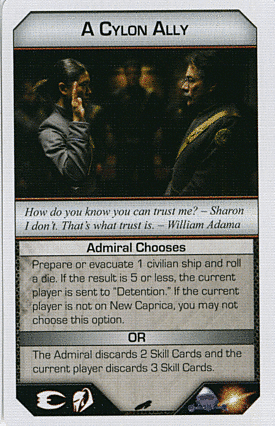 A Cylon Ally
How do you know you can trust me? – Sharon
I don't. That's what trust is. – William Adama
Admiral Chooses
Prepare or evacuate 1 civilian ship and roll
a die. If the result is 5 or less, the current
player is sent to "Detention." If the current
player is not on New Caprica, you may not
choose this option.
OR
The Admiral discards 2 Skill Cards and the
current player discards 3 Skill Cards.